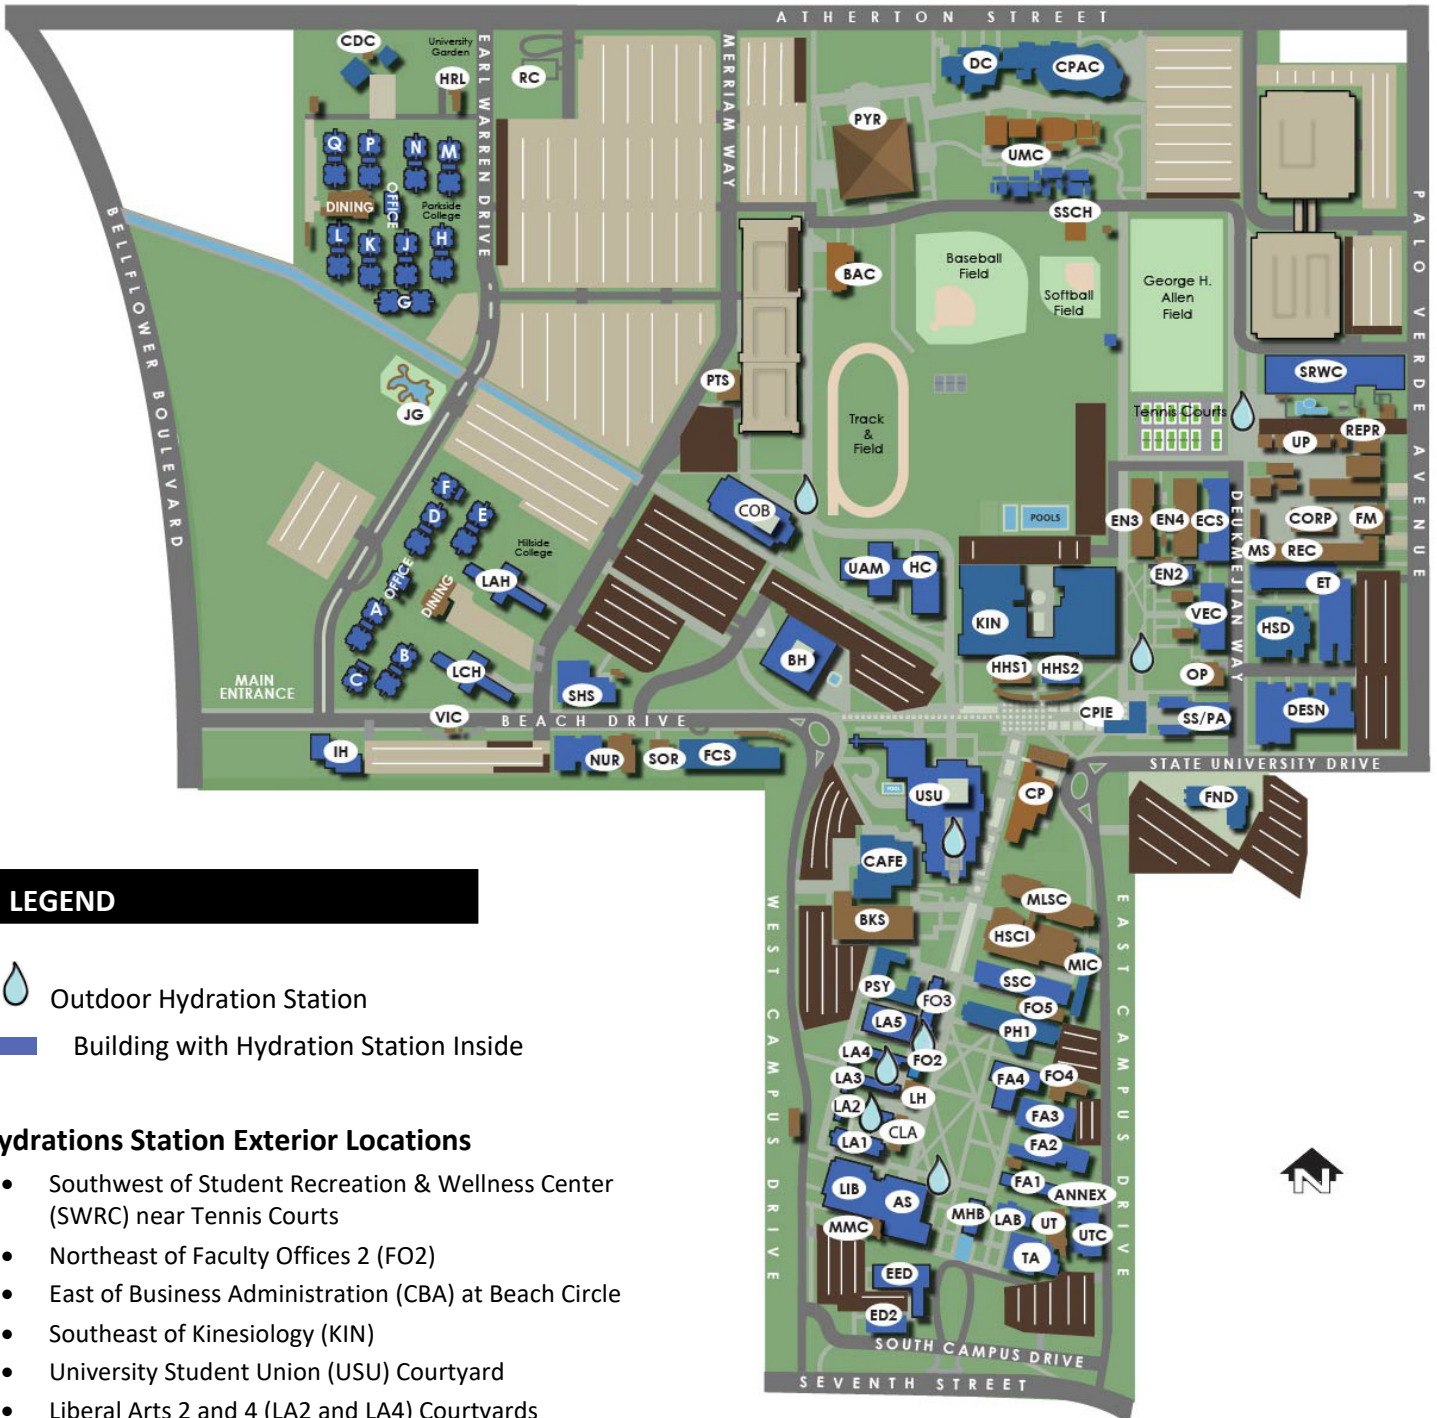 ATHERTON STREET
CDC
University
Garden
HRL
EARL WARREN DRIVE
RC
MERRIAM WAY
DC
CPAC
PYR
UMC
SSCH
Q
P
N
M
DINING
OFFICE
Parkside
College
L
K
J
H
G
BELLFLOWER BOULEVARD
PALO VERDE AVENUE
BAC
Baseball
Field
Softball
Field
George H.
Allen
Field
SRWC
JG
PTS
Track
&
Field
Tennis Courts
UP
REPR
F
D
E
Hillside
College
OFFICE
DINING
LAH
A
B
C
LCH
COB
POOLS
EN3
EN4
ECS
DEUKMEJIAN WAY
CORP
FM
MS
REC
UAM
HC
EN2
ET
KIN
VEC
HSD
BH
HHS1
HHS2
OP
MAIN
ENTRANCE
SHS
VIC
BEACH DRIVE
CPIE
SS/PA
DESN
IH
NUR
SOR
FCS
STATE UNIVERSITY DRIVE
USU
CP
FND
CAFE
BKS
MLSC
HSCI
MIC
WEST CAMPUS DRIVE
EAST CAMPUS DRIVE
PSY
FO3
SSC
FO5
LA5
PH1
LA4
FO2
LA3
LH
FA4
FO4
LA2
CLA
FA3
LA1
FA2
LIB
AS
FA1
ANNEX
MMC
MHB
LAB
UT
UTC
TA
EED
ED2
SOUTH CAMPUS DRIVE
SEVENTH STREET
N
LEGEND
Outdoor Hydration Station
Building with Hydration Station Inside
ydrations Station Exterior Locations
• Southwest of Student Recreation & Wellness Center
(SWRC) near Tennis Courts
• Northeast of Faculty Offices 2 (FO2)
• East of Business Administration (CBA) at Beach Circle
• Southeast of Kinesiology (KIN)
• University Student Union (USU) Courtyard
• Liberal Arts 2 and 4 (LA2 and LA4) Courtyards